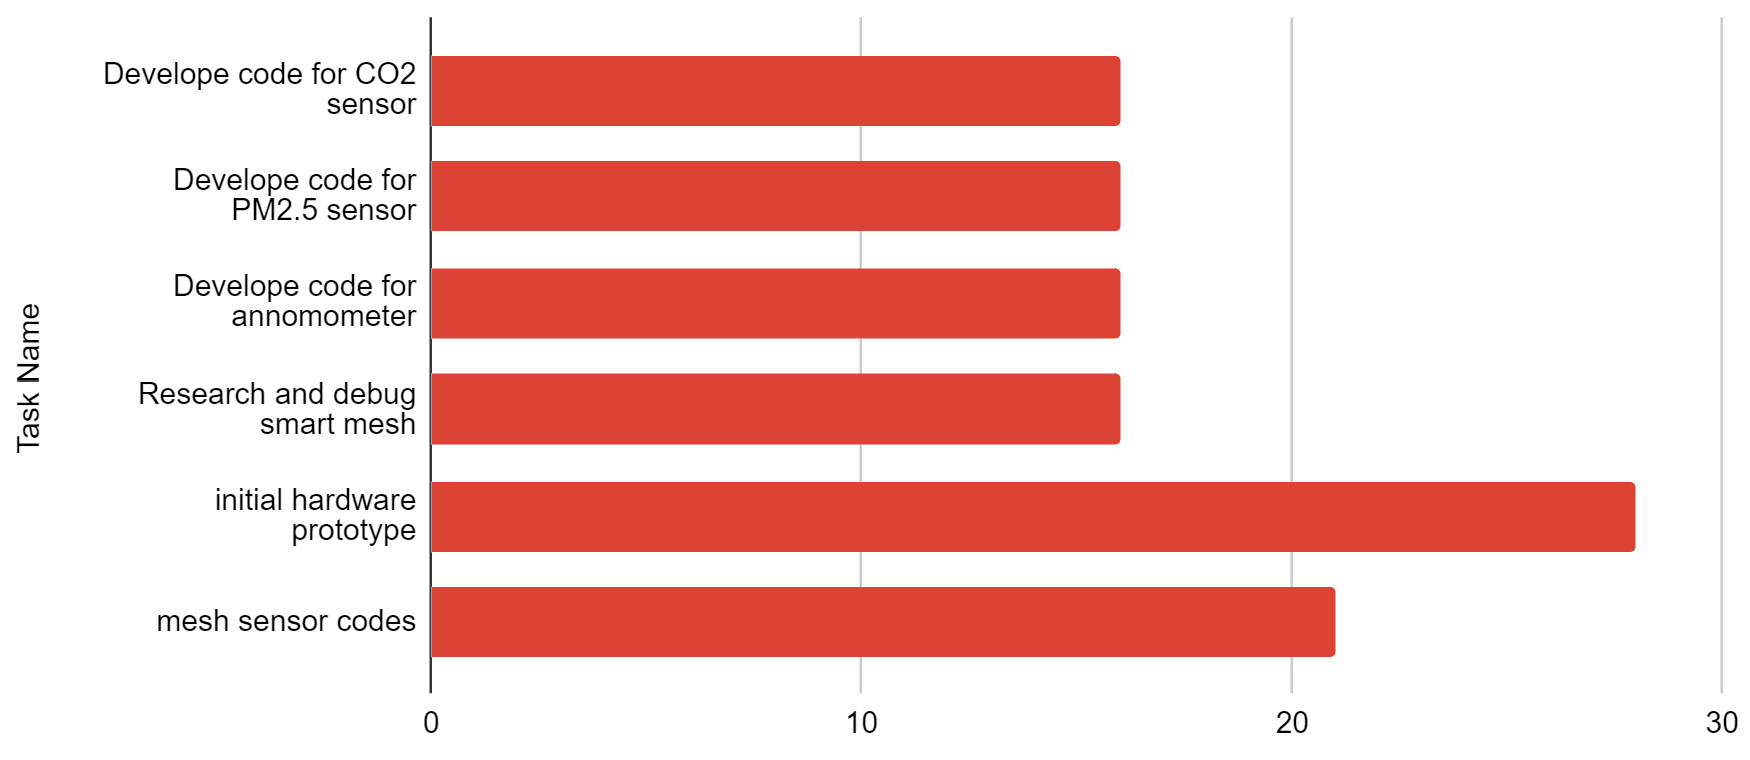 Develope code for CO2
sensor
Develope code for
PM2.5 sensor
Develope code for
annomometer
Research and debug
smart mesh
initial hardware
prototype
mesh sensor codes
Task Name
0
10
20
30